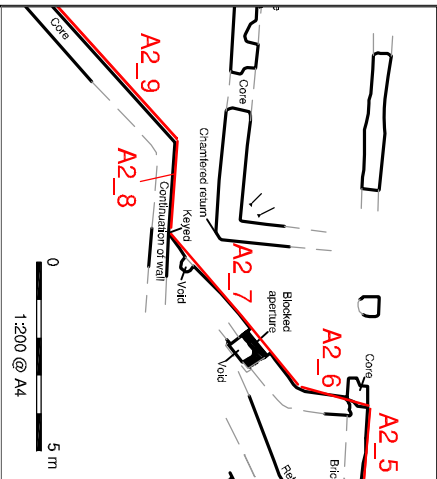 Core
A2_9
A2_8
Core
Chamfered return
Continuation of wall
Keyed
Void
A2_7
Blocked
aperture
Void
A2_6
Core
A2_5
0
5 m
1:200 @ A4